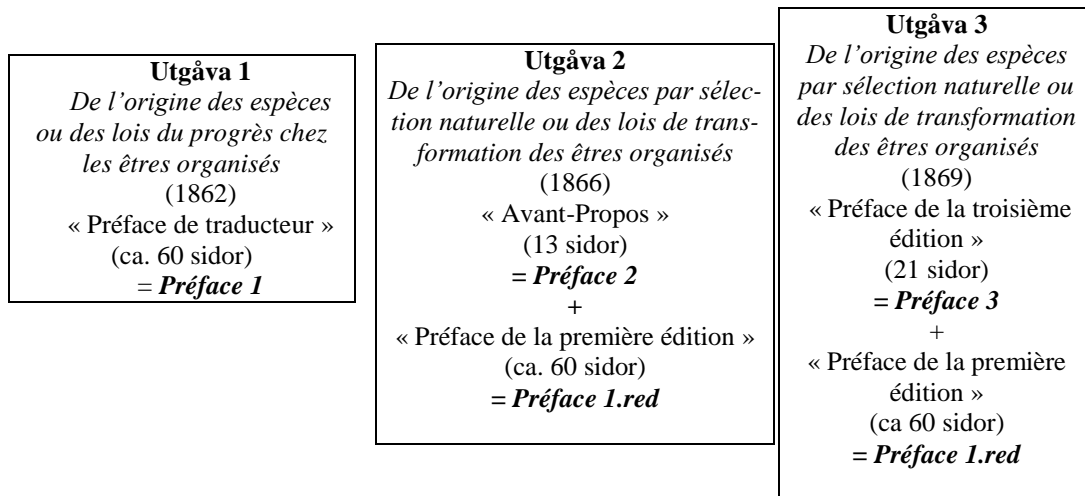 Utgåva 1
De l’origine des espèces
ou des lois du progrès chez
les êtres organisés
(1862)
« Préface de traducteur »
(ca. 60 sidor)
= Préface 1
Utgåva 2
De l’origine des espèces par sélec-
tion naturelle ou des lois de trans-
formation des êtres organisés
(1866)
« Avant-Propos »
(13 sidor)
= Préface 2
+
« Préface de la première édition »
(ca. 60 sidor)
= Préface 1.red
Utgåva 3
De l’origine des espèces
par sélection naturelle ou
des lois de transformation
des êtres organisés
(1869)
« Préface de la troisième
édition »
(21 sidor)
= Préface 3
+
« Préface de la première
édition »
(ca 60 sidor)
= Préface 1.red